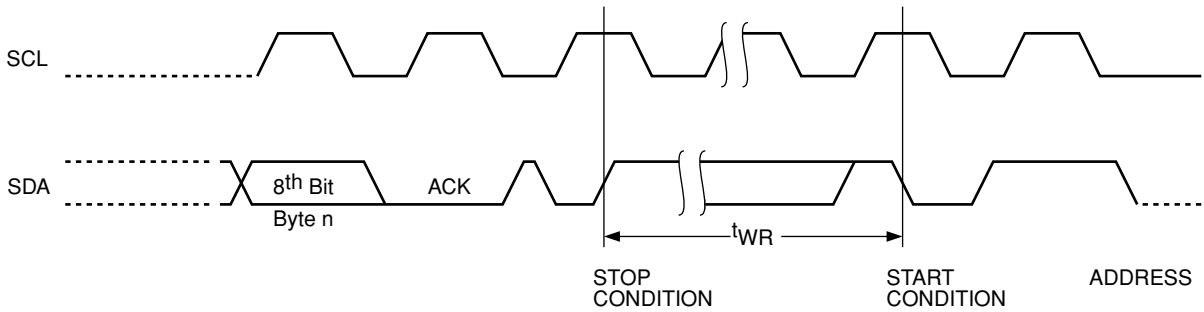 SCL
SDA
8th Bit
ACK
Byte n
tWR
STOP
CONDITION
START
CONDITION
ADDRESS